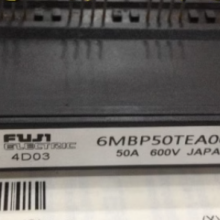 FUJI
ELECTRIC
4D03
6MBP50TEA0
50A 600V JAPA